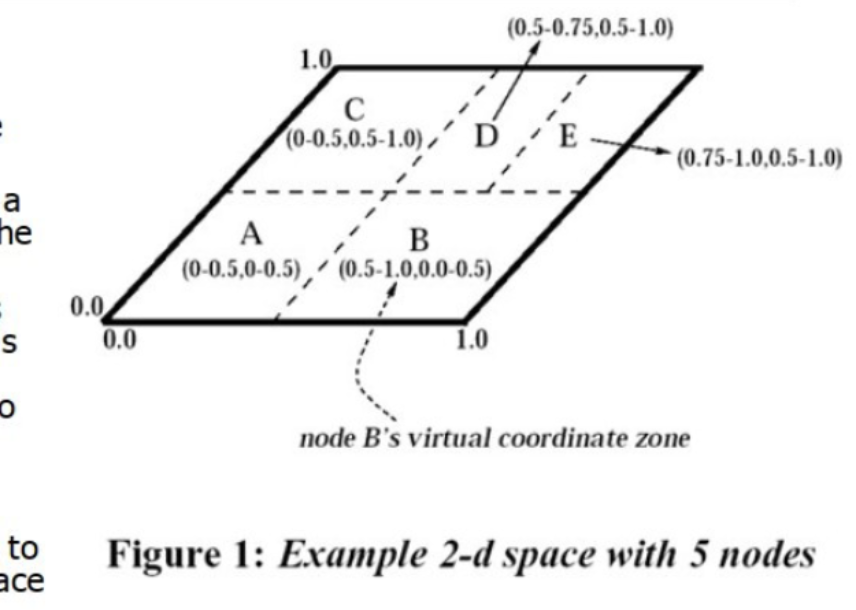 (0.5-0.75,0.5-1.0)
1.0
C
(0-0.5,0.5-1.0)
D
E
(0.75-1.0,0.5-1.0)
a
he
A
B
(0-0.5,0-0.5)
(0.5-1.0,0.0-0.5)
0.0
0.0
1.0
s
o
node B's virtual coordinate zone
to
ace
Figure 1: Example 2-d space with 5 nodes